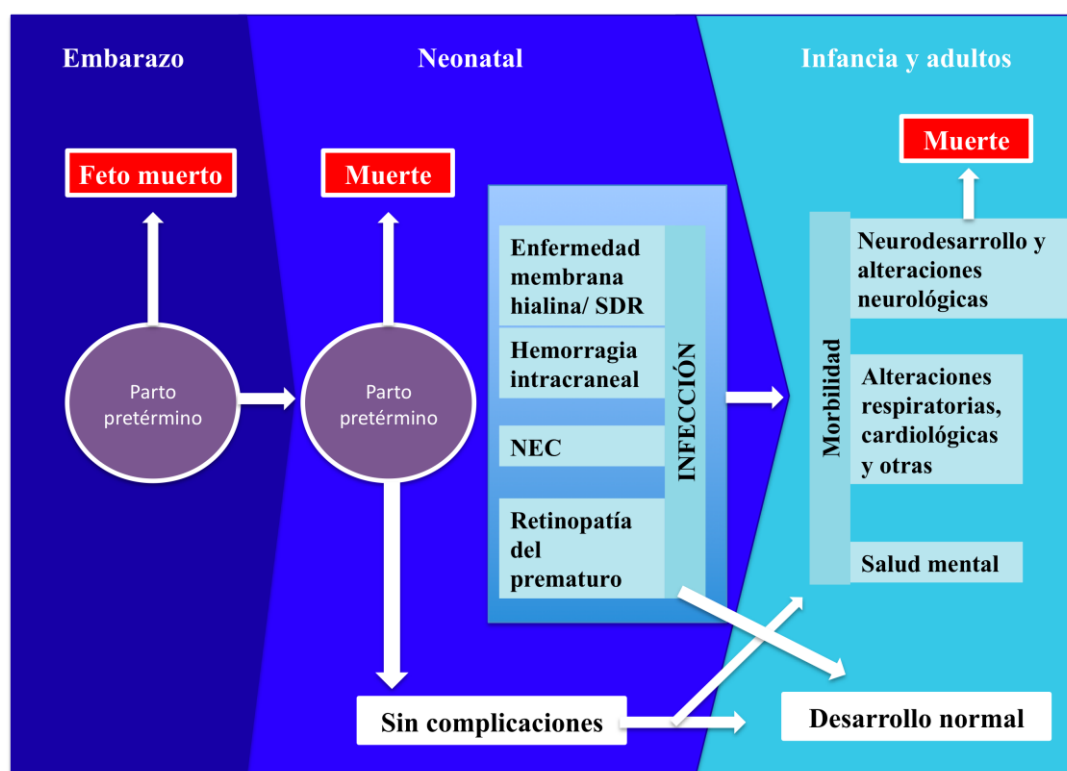 Embarazo
Neonatal
Infancia y adultos
Feto muerto
Muerte
Muerte
Parto
pretérmino
Parto
pretérmino
Enfermedad
membrana
hialina/ SDR
Hemorragia
intracraneal
NEC
Retinopatía
del
prematuro
INFECCIÓN
Morbilidad
Neurodesarrollo y
alteraciones
neurológicas
Alteraciones
respiratorias,
cardiológicas
y otras
Salud mental
Sin complicaciones
Desarrollo normal